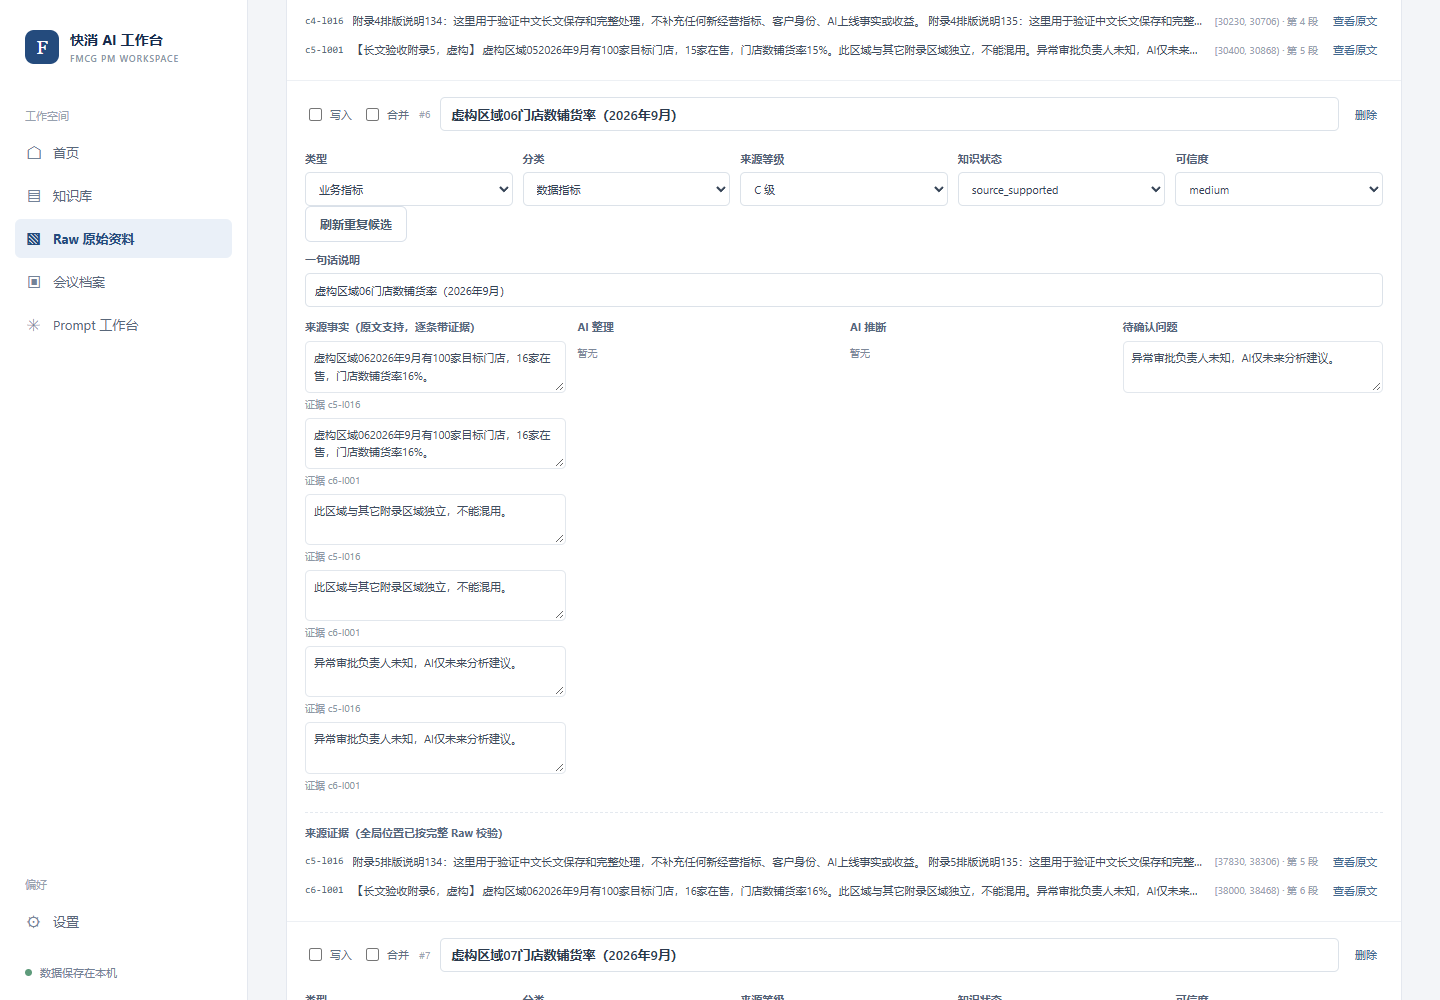 F 快消 AI 工作台
FMCG PM WORKSPACE
工作空间
首页
知识库
Raw 原始资料
会议档案
Prompt 工作台
偏好
设置
数据保存在本机
c4-l016 附录4排版说明134：这里用于验证中文长文保存和完整处理，不补充任何新经营指标、客户身份、AI上线事实或收益。 附录4排版说明135：这里用于验证中文长文保存和完整... [30230, 30706) · 第 4 段 查看原文
c5-l001 【长文验收附录5，虚构】 虚构区域052026年9月有100家目标门店，15家在售，门店数铺货率15%。此区域与其它附录区域独立，不能混用。异常审批负责人未知，AI仅未来... [30400, 30868) · 第 5 段 查看原文
写入 合并 #6 虚构区域06门店数铺货率（2026年9月） 删除
类型 分类 来源等级 知识状态 可信度
业务指标 数据指标 C 级 source_supported medium
刷新重复候选
一句话说明
虚构区域06门店数铺货率（2026年9月）
来源事实（原文支持，逐条带证据） AI 整理 AI 推断 待确认问题
虚构区域062026年9月有100家目标门店，16家在 暂无 暂无 异常审批负责人未知，AI仅未来分析建议。
售，门店数铺货率16%。
证据 c5-l016
虚构区域062026年9月有100家目标门店，16家在
售，门店数铺货率16%。
证据 c6-l001
此区域与其它附录区域独立，不能混用。
证据 c5-l016
此区域与其它附录区域独立，不能混用。
证据 c6-l001
异常审批负责人未知，AI仅未来分析建议。
证据 c5-l016
异常审批负责人未知，AI仅未来分析建议。
证据 c6-l001
来源证据（全局位置已按完整 Raw 校验）
c5-l016 附录5排版说明134：这里用于验证中文长文保存和完整处理，不补充任何新经营指标、客户身份、AI上线事实或收益。 附录5排版说明135：这里用于验证中文长文保存和完整... [37830, 38306) · 第 5 段 查看原文
c6-l001 【长文验收附录6，虚构】 虚构区域062026年9月有100家目标门店，16家在售，门店数铺货率16%。此区域与其它附录区域独立，不能混用。异常审批负责人未知，AI仅未来... [38000, 38468) · 第 6 段 查看原文
写入 合并 #7 虚构区域07门店数铺货率（2026年9月） 删除
类型 分类 来源等级 知识状态 可信度